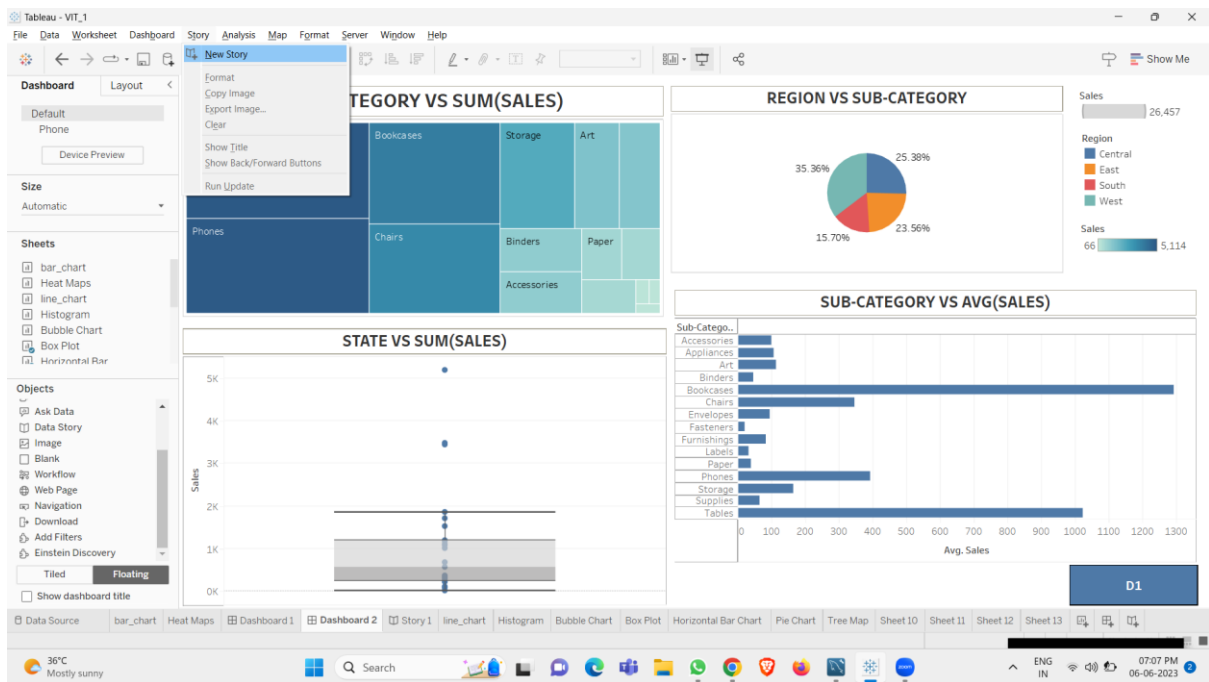 Tableau - VIT_1
File Data Worksheet Dashboard Story Analysis Map Format Server Window Help
New Story
Format
Copy Image
Export Image...
Clear
Show Title
Show Back/Forward Buttons
Run Update
Show Me
Dashboard Layout
Default
Phone
Device Preview
Size
Automatic
Sheets
bar_chart
Heat Maps
line_chart
Histogram
Bubble Chart
Box Plot
Horizontal Bar
Objects
Ask Data
Data Story
Image
Blank
Workflow
Web Page
Navigation
Download
Add Filters
Einstein Discovery
Tiled Floating
Show dashboard title
TEGORY VS SUM(SALES)
Bookcases Storage Art
Phones Chairs Binders Paper
Accessories
REGION VS SUB-CATEGORY
35.36% 25.38%
15.70% 23.56%
Sales
26,457
Region
Central
East
South
West
Sales
66 5,114
STATE VS SUM(SALES)
5K
4K
3K
2K
1K
0K
Sales
SUB-CATEGORY VS AVG(SALES)
Sub-Catego..
Accessories
Appliances
Art
Binders
Bookcases
Chairs
Envelopes
Fasteners
Furnishings
Labels
Paper
Phones
Storage
Supplies
Tables
0 100 200 300 400 500 600 700 800 900 1000 1100 1200 1300
Avg. Sales
D1
Data Source bar_chart Heat Maps Dashboard 1 Dashboard 2 Story 1 line_chart Histogram Bubble Chart Box Plot Horizontal Bar Chart Pie Chart Tree Map Sheet 10 Sheet 11 Sheet 12 Sheet 13
36°C
Mostly sunny
Search
ENG
IN
07:07 PM
06-06-2023
2